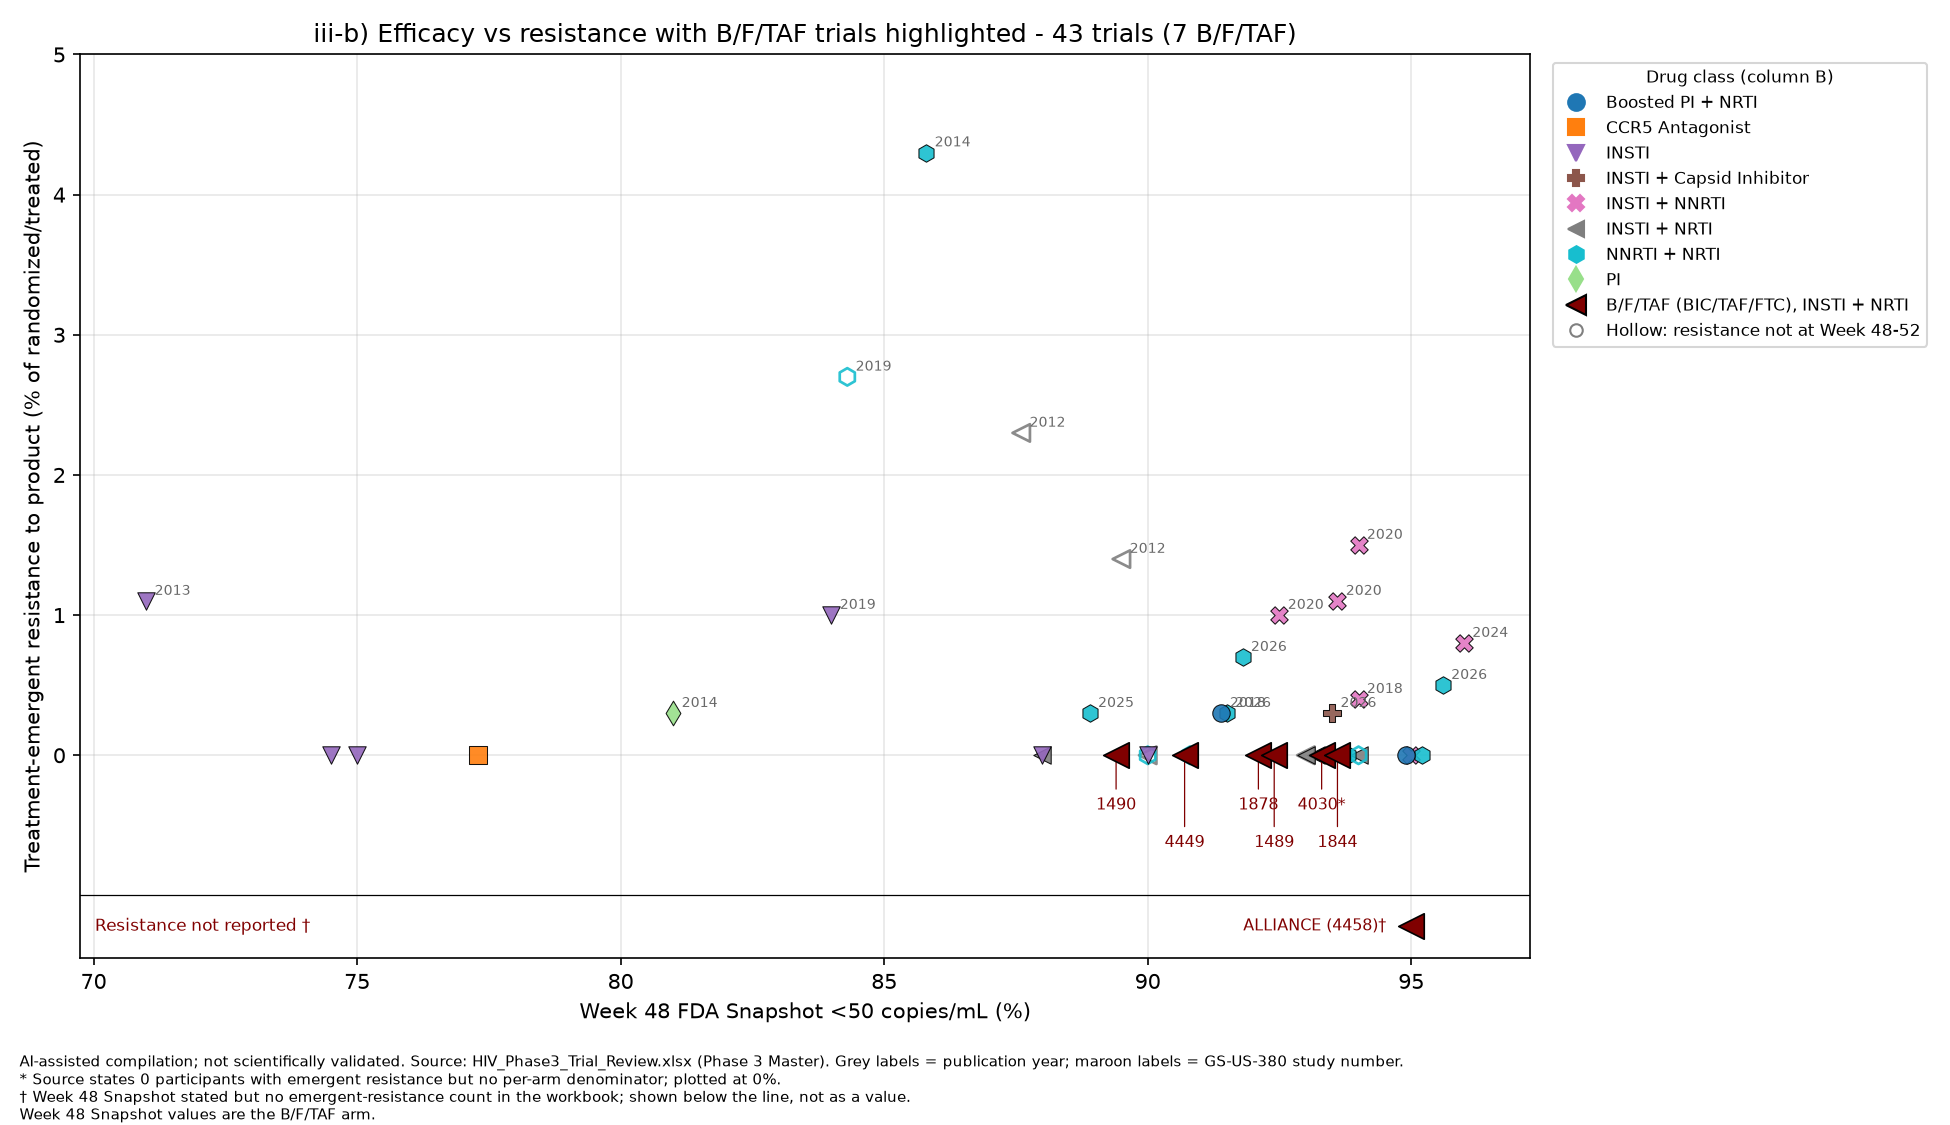 iii-b) Efficacy vs resistance with B/F/TAF trials highlighted - 43 trials (7 B/F/TAF)
Treatment-emergent resistance to product (% of randomized/treated)
5
4
3
2
1
0
2014
2019
2012
2012
2020
2013
2020
2019
2020
2024
2026
2026
2018
2014
2025
1490
1878
4030*
4449
1489
1844
Resistance not reported †
ALLIANCE (4458)†
70
75
80
85
90
95
Week 48 FDA Snapshot <50 copies/mL (%)
Drug class (column B)
Boosted PI + NRTI
CCR5 Antagonist
INSTI
INSTI + Capsid Inhibitor
INSTI + NNRTI
INSTI + NRTI
NNRTI + NRTI
PI
B/F/TAF (BIC/TAF/FTC), INSTI + NRTI
Hollow: resistance not at Week 48-52
AI-assisted compilation; not scientifically validated. Source: HIV_Phase3_Trial_Review.xlsx (Phase 3 Master). Grey labels = publication year; maroon labels = GS-US-380 study number.
* Source states 0 participants with emergent resistance but no per-arm denominator; plotted at 0%.
† Week 48 Snapshot stated but no emergent-resistance count in the workbook; shown below the line, not as a value.
Week 48 Snapshot values are the B/F/TAF arm.